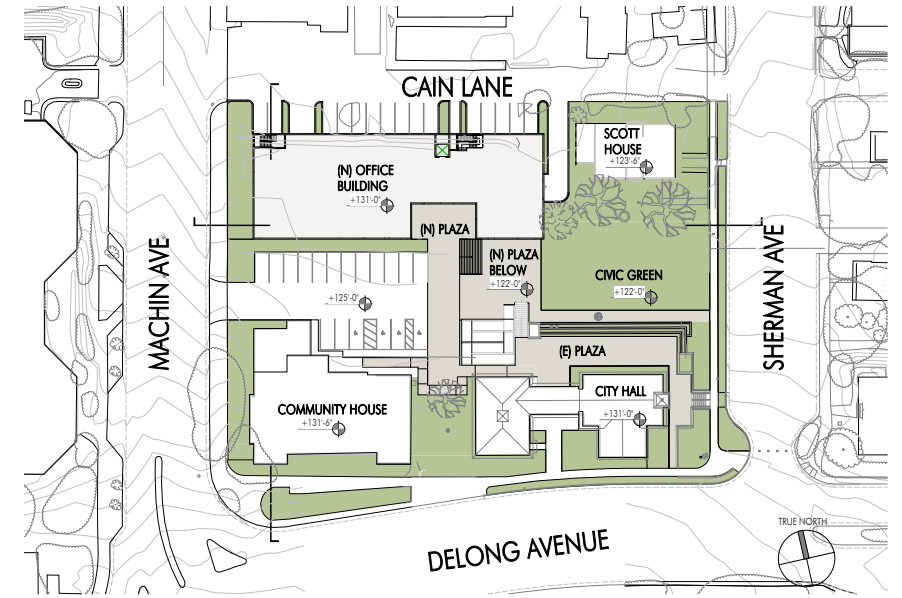 CAIN LANE
SCOTT
HOUSE
+123'-6"
(N) OFFICE
BUILDING
+131'-0"
(N) PLAZA
(N) PLAZA
BELOW
+122'-0"
CIVIC GREEN
+122'-0"
MACHIN AVE
SHERMAN AVE
+125'-0"
(E) PLAZA
COMMUNITY HOUSE
+131'-6"
CITY HALL
+131'-0"
DELONG AVENUE
TRUE NORTH